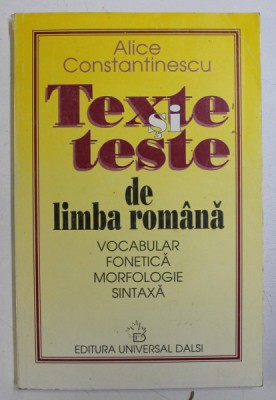 Alice
Constantinescu
Texte
și
teste
de
limba română
VOCABULAR
FONETICĂ
MORFOLOGIE
SINTAXĂ
EDITURA UNIVERSAL DALSI